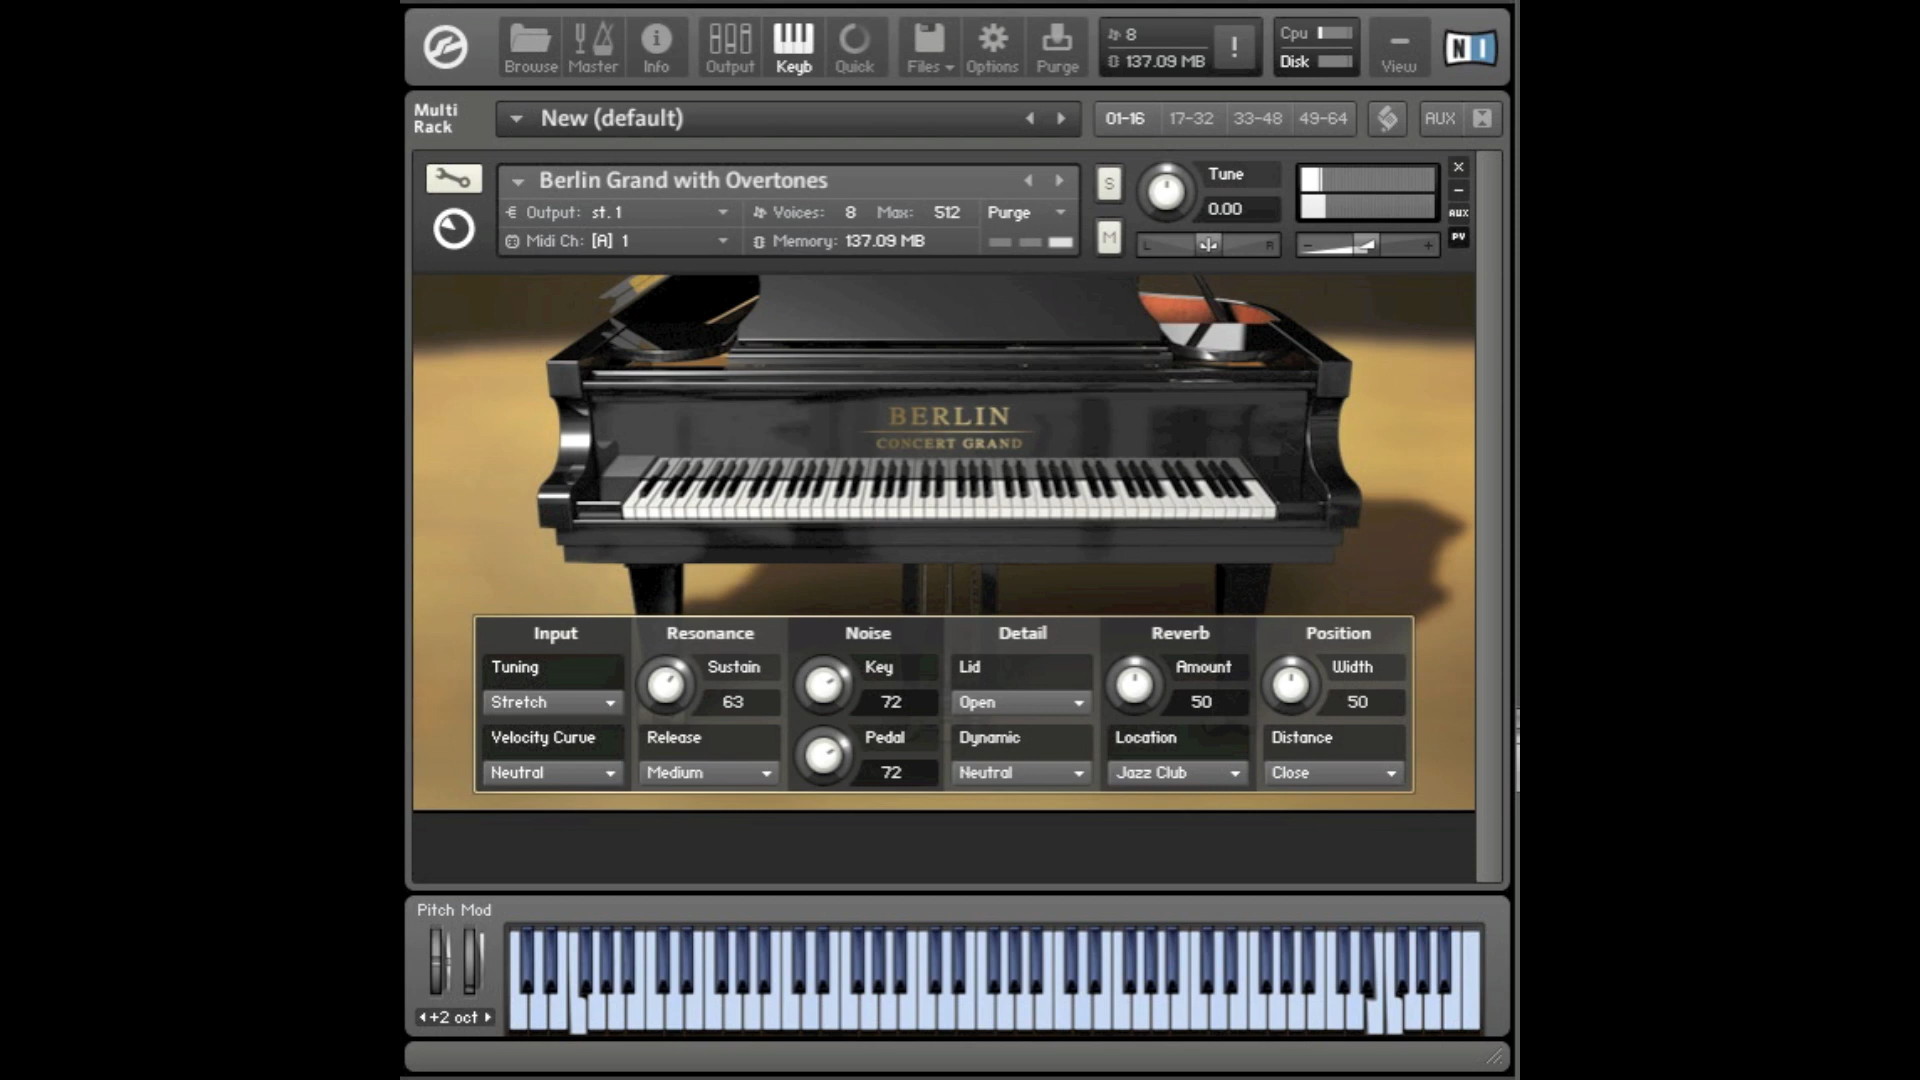 Browse Master Info Output Keyb Quick Files Options Purge
8
137.09 MB
!
Cpu
Disk
View
NI
Multi
Rack
New (default)
01-16 17-32 33-48 49-64
AUX
Berlin Grand with Overtones
Output: st. 1
Voices: 8 Max: 512
Purge
Midi Ch: [A] 1
Memory: 137.09 MB
S
M
Tune
0.00
L R
- +
AUX
PV
BERLIN
CONCERT GRAND
Input Resonance Noise Detail Reverb Position
Tuning Sustain Key Lid Amount Width
Stretch 63 72 Open 50 50
Velocity Curve Release Pedal Dynamic Location Distance
Neutral Medium 72 Neutral Jazz Club Close
Pitch Mod
+2 oct